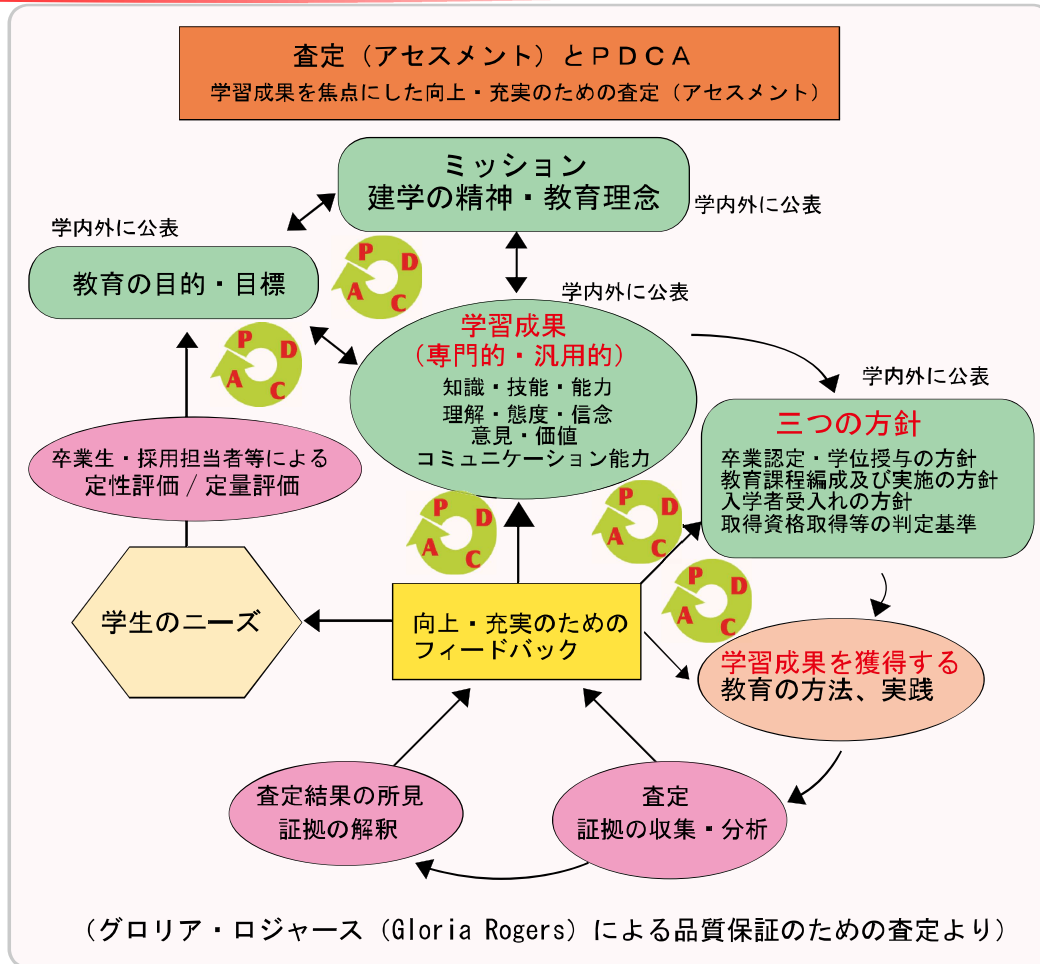 査定（アセスメント）とＰＤＣＡ
学習成果を焦点にした向上・充実のための査定（アセスメント）
ミッション
建学の精神・教育理念
学内外に公表
学内外に公表
教育の目的・目標
P
D
A
C
学内外に公表
学習成果
（専門的・汎用的）
知識・技能・能力
理解・態度・信念
意見・価値
コミュニケーション能力
P
D
A
C
学内外に公表
三つの方針
卒業認定・学位授与の方針
教育課程編成及び実施の方針
入学者受入れの方針
取得資格取得等の判定基準
卒業生・採用担当者等による
定性評価 / 定量評価
P
D
A
C
P
D
A
C
P
D
A
C
学生のニーズ
向上・充実のための
フィードバック
学習成果を獲得する
教育の方法、実践
査定結果の所見
証拠の解釈
査定
証拠の収集・分析
（グロリア・ロジャース（Gloria Rogers）による品質保証のための査定より）